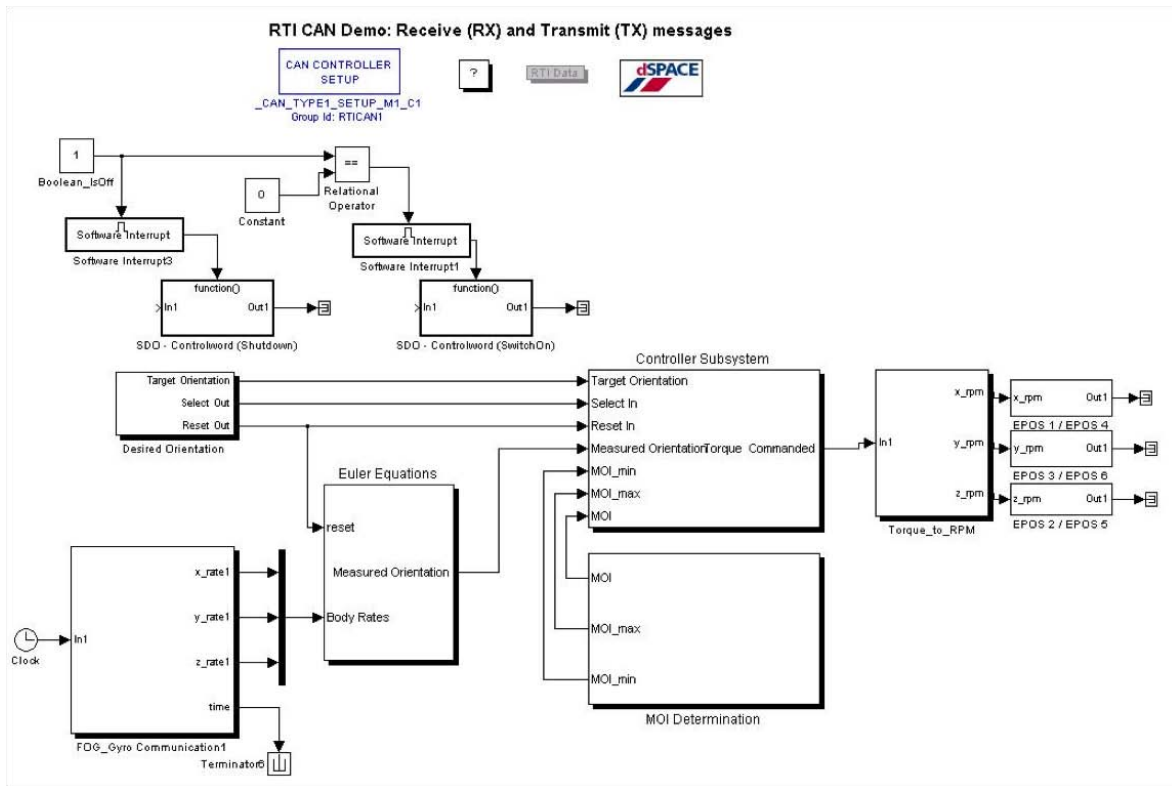 RTI CAN Demo: Receive (RX) and Transmit (TX) messages
CAN CONTROLLER
SETUP
_CAN_TYPE1_SETUP_M1_C1
Group Id: RTICAN1
?
RTI Data
dSPACE
1
Boolean_IsOff
0
Constant
==
Relational
Operator
Software Interrupt
Software Interrupt3
Software Interrupt
Software Interrupt1
function()
In1
Out1
SDO - Controlword (Shutdown)
function()
In1
Out1
SDO - Controlword (SwitchOn)
Target Orientation
Select Out
Reset Out
Desired Orientation
Controller Subsystem
Target Orientation
Select In
Reset In
Measured Orientation
Torque Commanded
MOI_min
MOI_max
MOI
In1
x_rpm
y_rpm
z_rpm
Torque_to_RPM
x_rpm
Out1
EPOS 1 / EPOS 4
y_rpm
Out1
EPOS 3 / EPOS 6
z_rpm
Out1
EPOS 2 / EPOS 5
Euler Equations
reset
Measured Orientation
Body Rates
MOI
MOI_max
MOI_min
MOI Determination
Clock
In1
x_rate1
y_rate1
z_rate1
time
FOG_Gyro Communication1
Terminator6